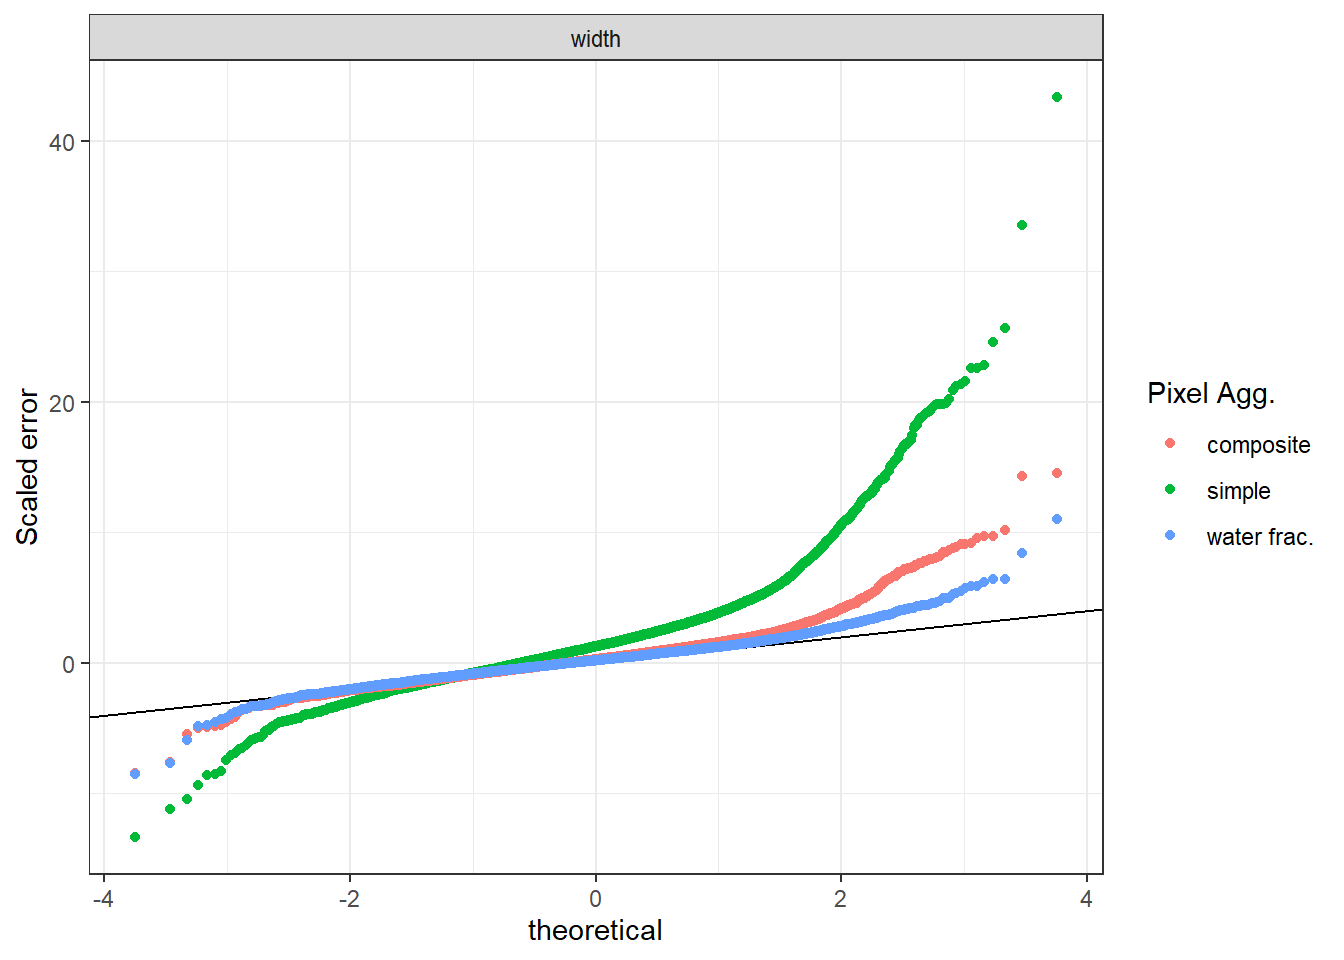 width
40
20
0
Scaled error
-4
-2
0
2
4
theoretical
Pixel Agg.
composite
simple
water frac.